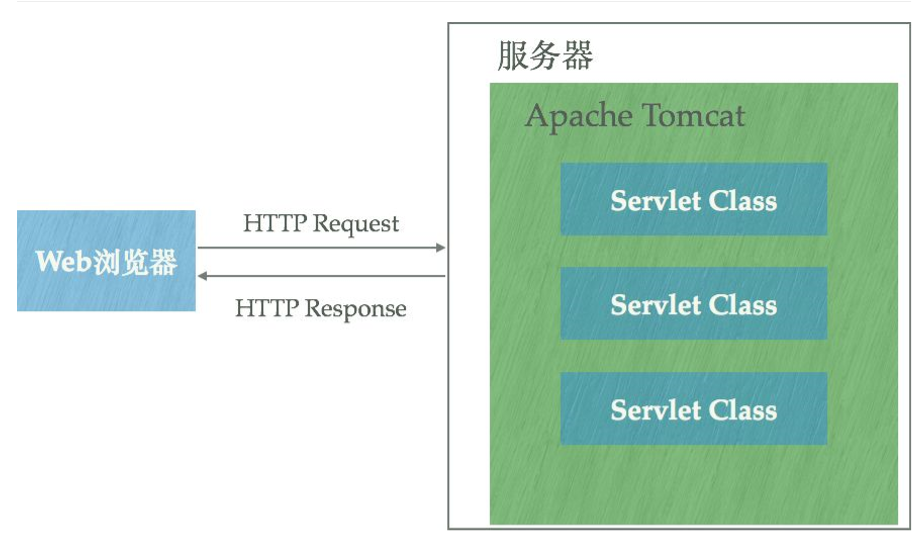 服务器
Apache Tomcat
Servlet Class
HTTP Request
Web浏览器
Servlet Class
HTTP Response
Servlet Class